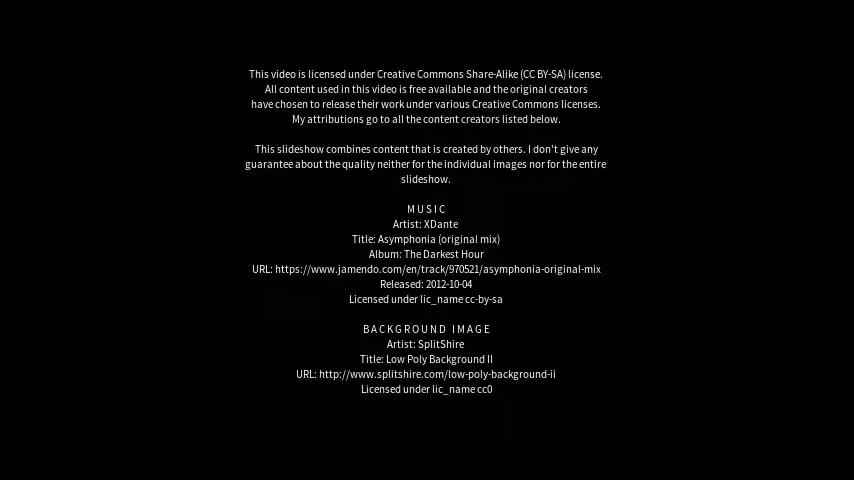 This video is licensed under Creative Commons Share-Alike (CC BY-SA) license.
All content used in this video is free available and the original creators
have chosen to release their work under various Creative Commons licenses.
My attributions go to all the content creators listed below.
This slideshow combines content that is created by others. I don't give any
guarantee about the quality neither for the individual images nor for the entire
slideshow.
MUSIC
Artist: XDante
Title: Asymphonia (original mix)
Album: The Darkest Hour
URL: https://www.jamendo.com/en/track/970521/asymphonia-original-mix
Released: 2012-10-04
Licensed under lic_name cc-by-sa
BACKGROUND IMAGE
Artist: SplitShire
Title: Low Poly Background II
URL: http://www.splitshire.com/low-poly-background-ii
Licensed under lic_name cc0